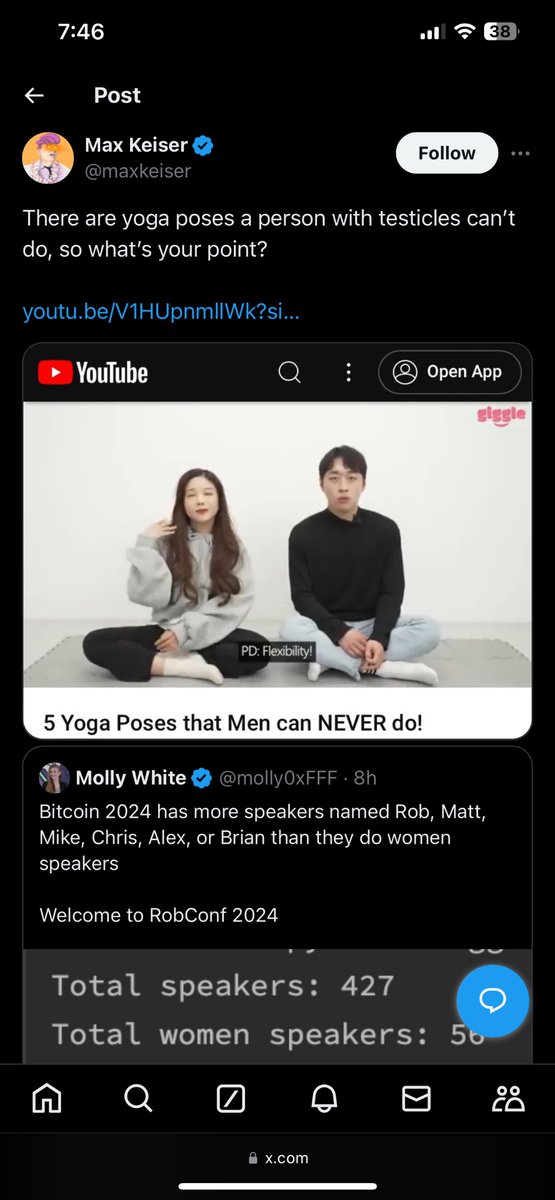 7:46
38
Post
Max Keiser
@maxkeiser
Follow
There are yoga poses a person with testicles can't
do, so what's your point?
youtu.be/V1HUpnmllWk?si...
YouTube
Open App
giggle
PD: Flexibility!
5 Yoga Poses that Men can NEVER do!
Molly White @molly0xFFF · 8h
Bitcoin 2024 has more speakers named Rob, Matt,
Mike, Chris, Alex, or Brian than they do women
speakers
Welcome to RobConf 2024
Total speakers: 427
Total women speakers: 56
x.com